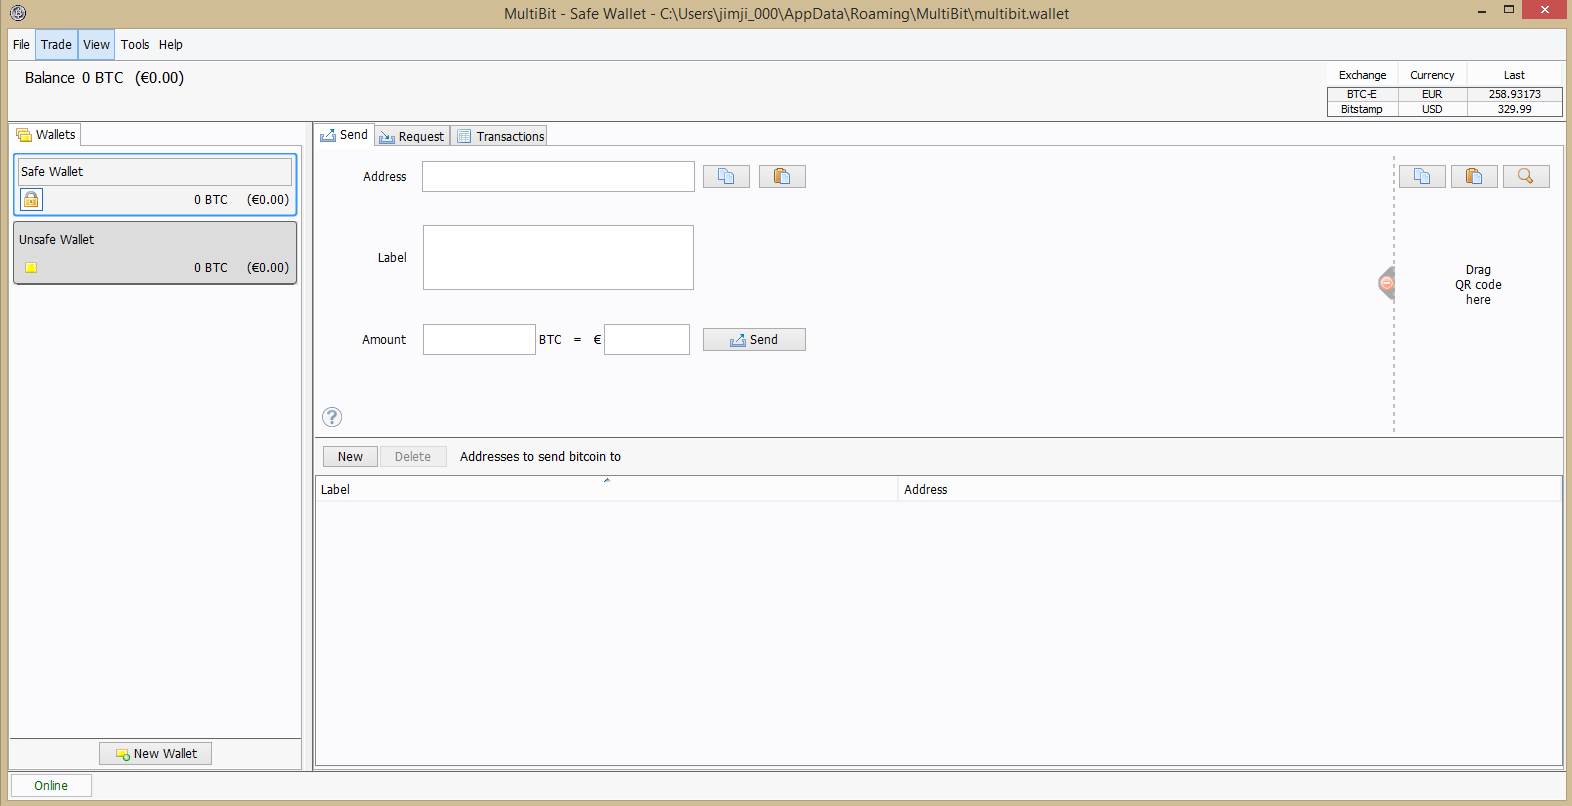 MultiBit - Safe Wallet - C:\Users\jimji_000\AppData\Roaming\MultiBit\multibit.wallet
File Trade View Tools Help
Balance 0 BTC (€0.00)
Exchange Currency Last
BTC-E EUR 258.93173
Bitstamp USD 329.99
Wallets
Safe Wallet
0 BTC (€0.00)
Unsafe Wallet
0 BTC (€0.00)
New Wallet
Send Request Transactions
Address
Label
Amount BTC = € Send
Drag
QR code
here
?
New Delete Addresses to send bitcoin to
Label Address
Online